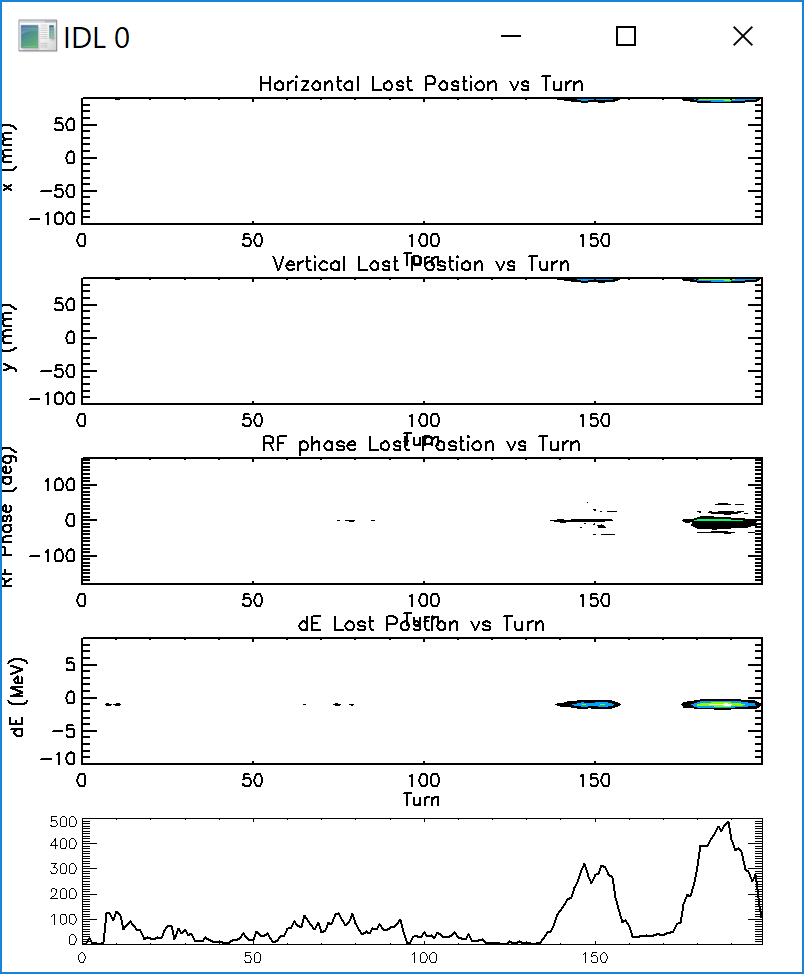 IDL 0
Horizontal Lost Postion vs Turn
x (mm)
50
0
−50
−100
0 50 100 150
Turn
Vertical Lost Postion vs Turn
y (mm)
50
0
−50
−100
0 50 100 150
Turn
RF phase Lost Postion vs Turn
RF Phase (deg)
100
0
−100
0 50 100 150
Turn
dE Lost Postion vs Turn
dE (MeV)
5
0
−5
−10
0 50 100 150
Turn
500
400
300
200
100
0
0 50 100 150